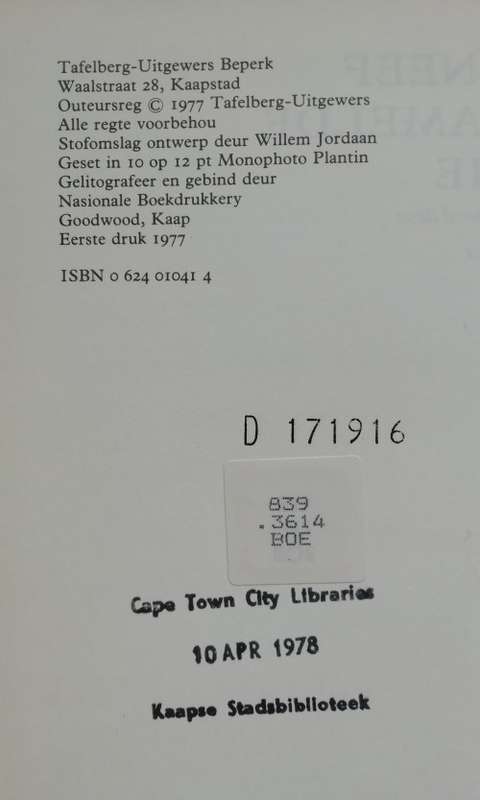 Tafelberg-Uitgewers Beperk
Waalstraat 28, Kaapstad
Outeursreg © 1977 Tafelberg-Uitgewers
Alle regte voorbehou
Stofomslag ontwerp deur Willem Jordaan
Geset in 10 op 12 pt Monophoto Plantin
Gelitografeer en gebind deur
Nasionale Boekdrukkery
Goodwood, Kaap
Eerste druk 1977
ISBN 0 624 01041 4
D 171916
839
.3614
BOE
Cape Town City Libraries
10 APR 1978
Kaapse Stadsbiblioteek